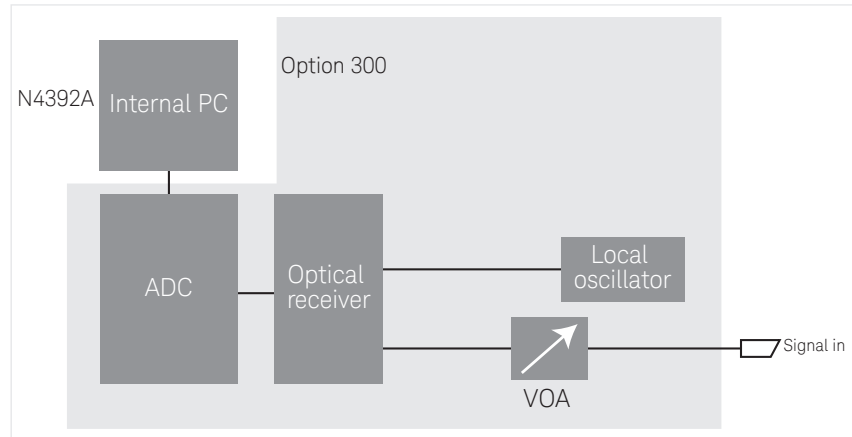 Option 300
N4392A
Internal PC
ADC
Optical
receiver
Local
oscillator
VOA
Signal in